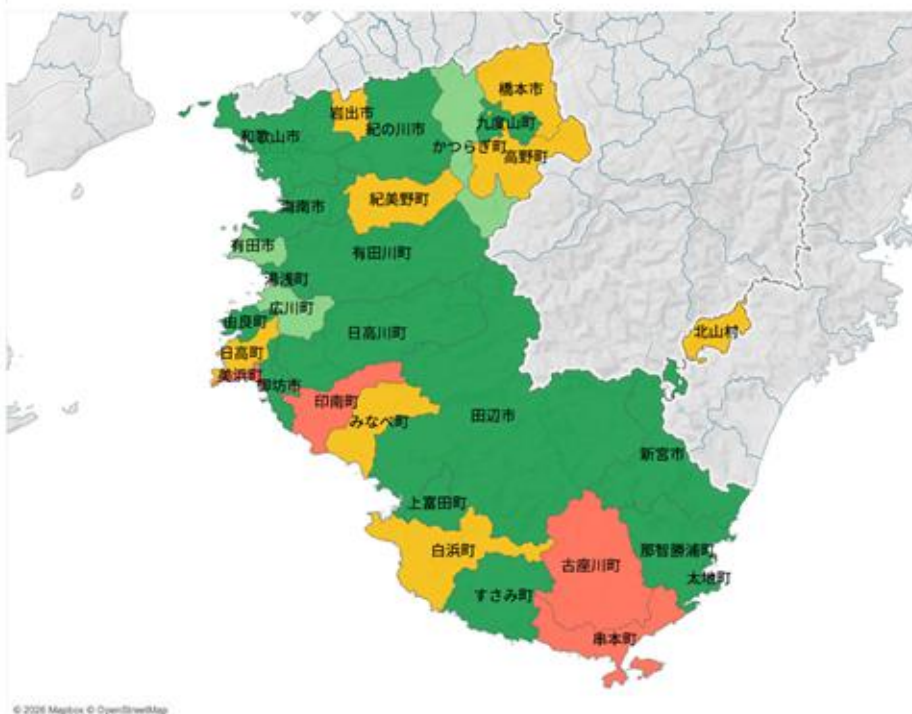 橋本市
岩出市
九度山町
和歌山市
紀の川市
かつらぎ町
高野町
紀美野町
海南市
有田市
有田川町
湯浅町
広川町
由良町
日高川町
北山村
日高町
美浜町
御坊市
印南町
みなべ町
田辺市
新宮市
上富田町
白浜町
那智勝浦町
古座川町
太地町
すさみ町
串本町
© 2026 Mapbox © OpenStreetMap